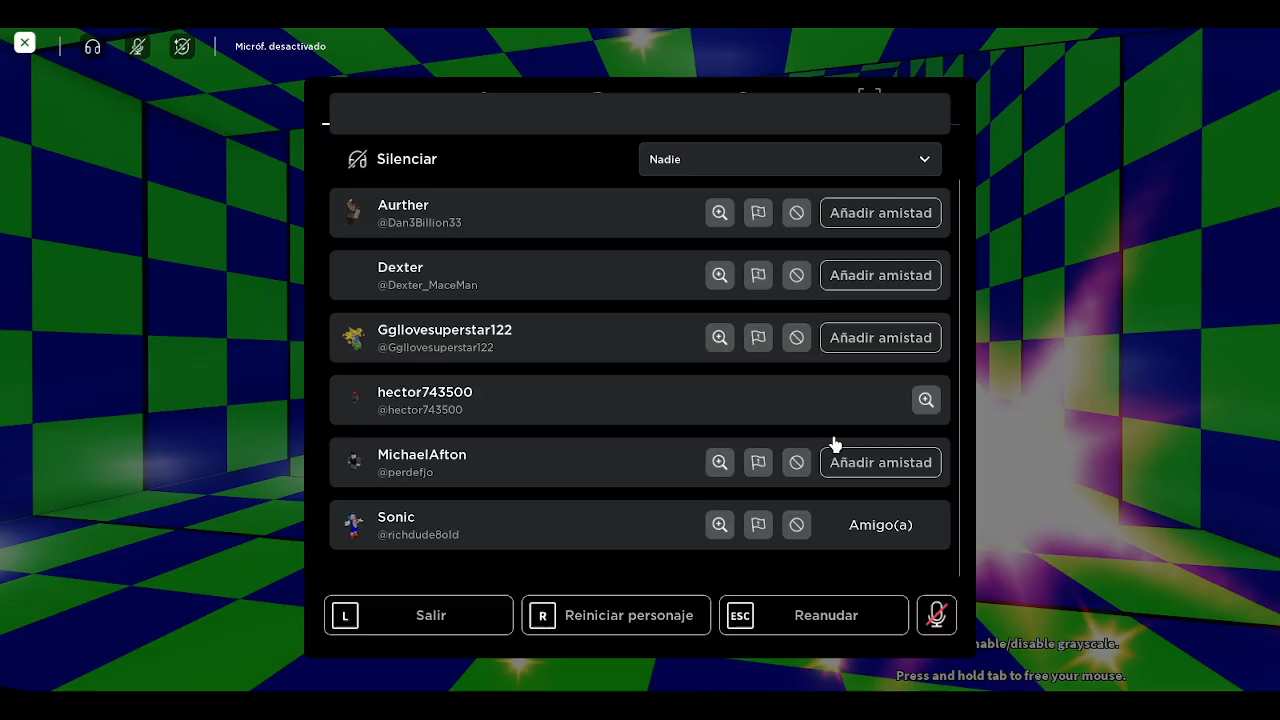 Micróf. desactivado
Silenciar
Nadie
Aurther
@Dan3Billion33
Añadir amistad
Dexter
@Dexter_MaceMan
Añadir amistad
Ggllovesuperstar122
@Ggllovesuperstar122
Añadir amistad
hector743500
@hector743500
MichaelAfton
@perdefjo
Añadir amistad
Sonic
@richdude8old
Amigo(a)
L Salir
R Reiniciar personaje
ESC Reanudar
nable/disable grayscale.
Press and hold tab to free your mouse.